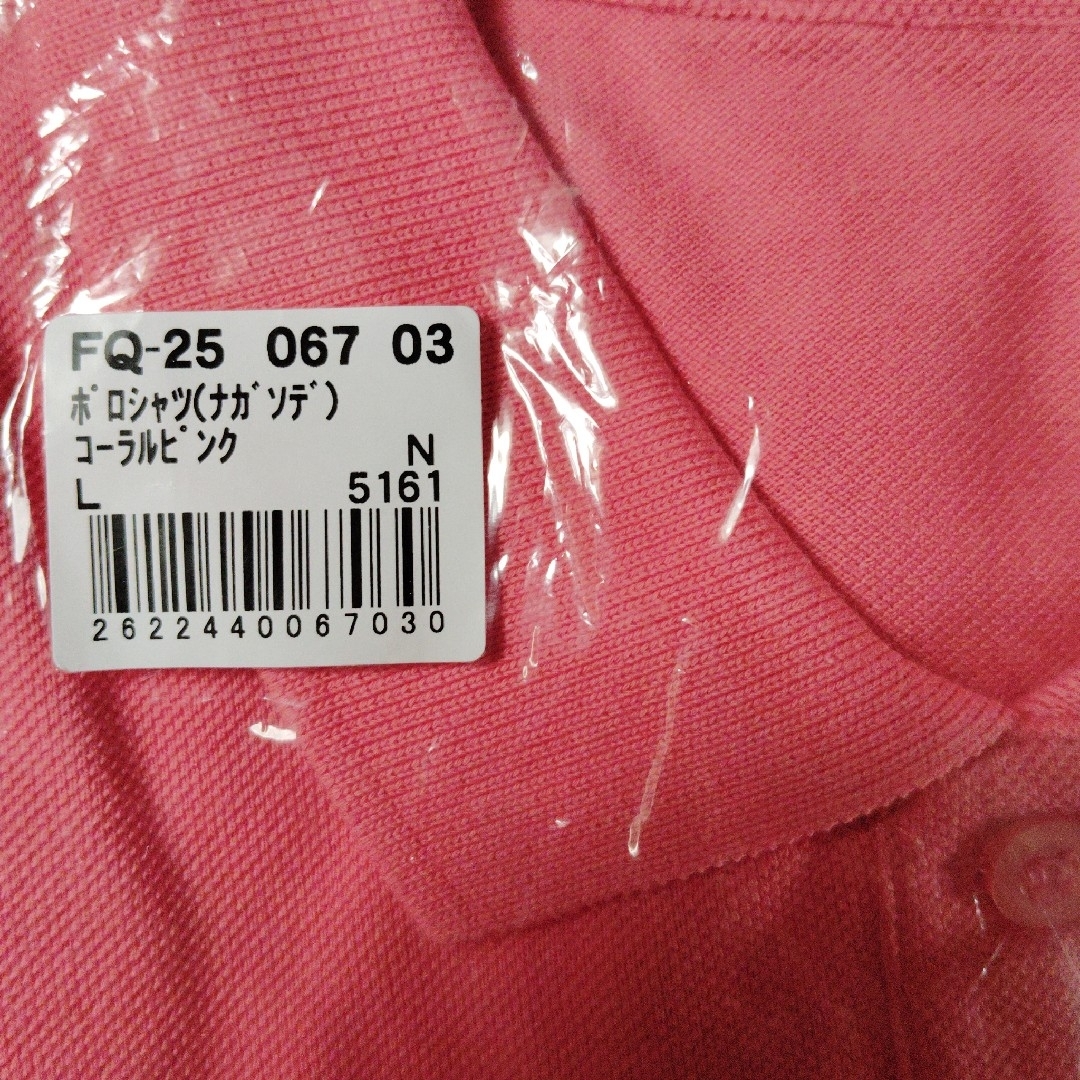 FQ-25 067 03
ﾎﾟﾛｼｬﾂ(ﾅｶﾞｿﾃﾞ)
ｺｰﾗﾙﾋﾟﾝｸ N
L 5161
2622440067030